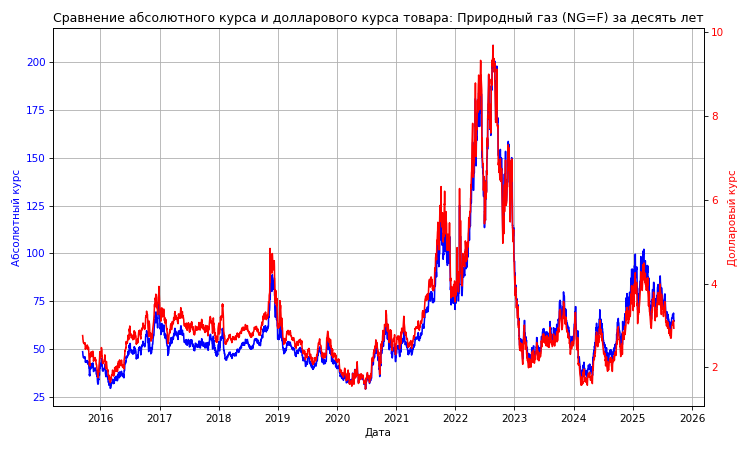 Сравнение абсолютного курса и долларового курса товара: Природный газ (NG=F) за десять лет
200
175
150
125
100
75
50
25
Абсолютный курс
10
8
6
4
2
Долларовый курс
2016 2017 2018 2019 2020 2021 2022 2023 2024 2025 2026
Дата